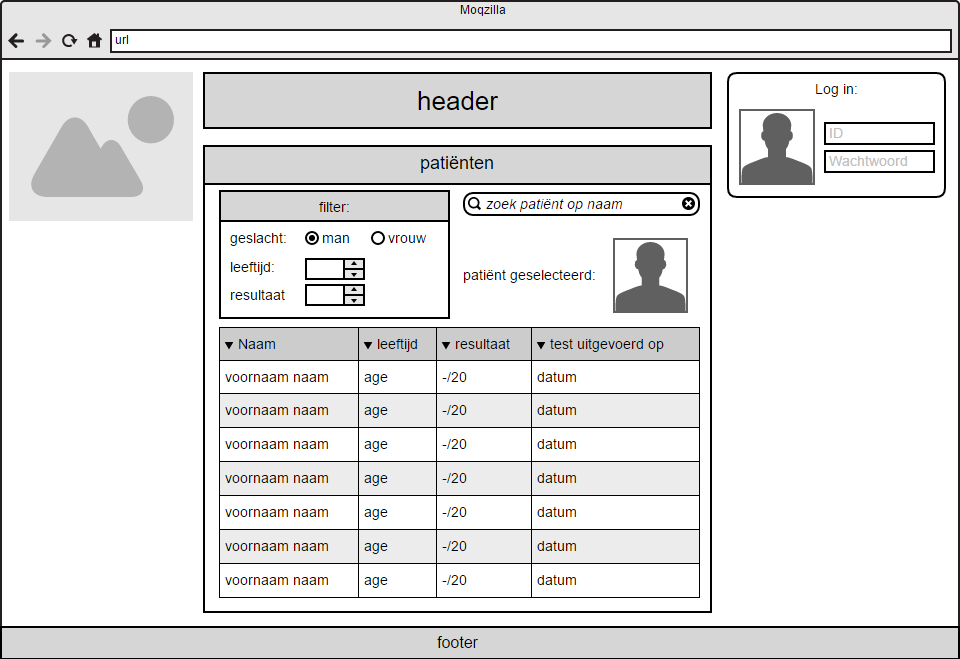 Moqzilla
url
header
Log in:
ID
Wachtwoord
patiënten
filter:
geslacht: man vrouw
leeftijd:
resultaat
zoek patiënt op naam
patiënt geselecteerd:
Naam leeftijd resultaat test uitgevoerd op
voornaam naam age -/20 datum
voornaam naam age -/20 datum
voornaam naam age -/20 datum
voornaam naam age -/20 datum
voornaam naam age -/20 datum
voornaam naam age -/20 datum
voornaam naam age -/20 datum
footer